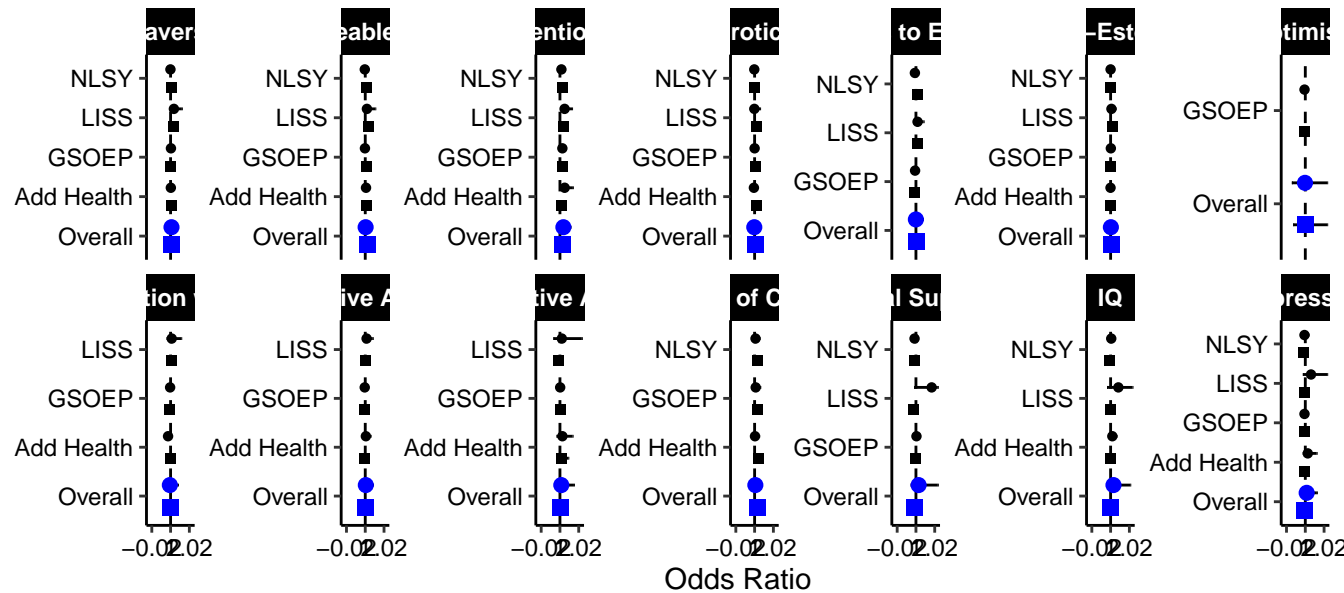 avers
eable
entio
rotic
to E
–Este
ptimis
NLSY
LISS
GSOEP
Add Health
Overall
NLSY
LISS
GSOEP
Add Health
Overall
NLSY
LISS
GSOEP
Add Health
Overall
NLSY
LISS
GSOEP
Add Health
Overall
NLSY
LISS
GSOEP
Overall
NLSY
LISS
GSOEP
Add Health
Overall
GSOEP
Overall
tion
ive A
tive A
of C
l Sup
IQ
press
LISS
GSOEP
Add Health
Overall
LISS
GSOEP
Add Health
Overall
LISS
GSOEP
Add Health
Overall
NLSY
GSOEP
Add Health
Overall
NLSY
LISS
GSOEP
Overall
NLSY
LISS
Add Health
Overall
NLSY
LISS
GSOEP
Add Health
Overall
Odds Ratio